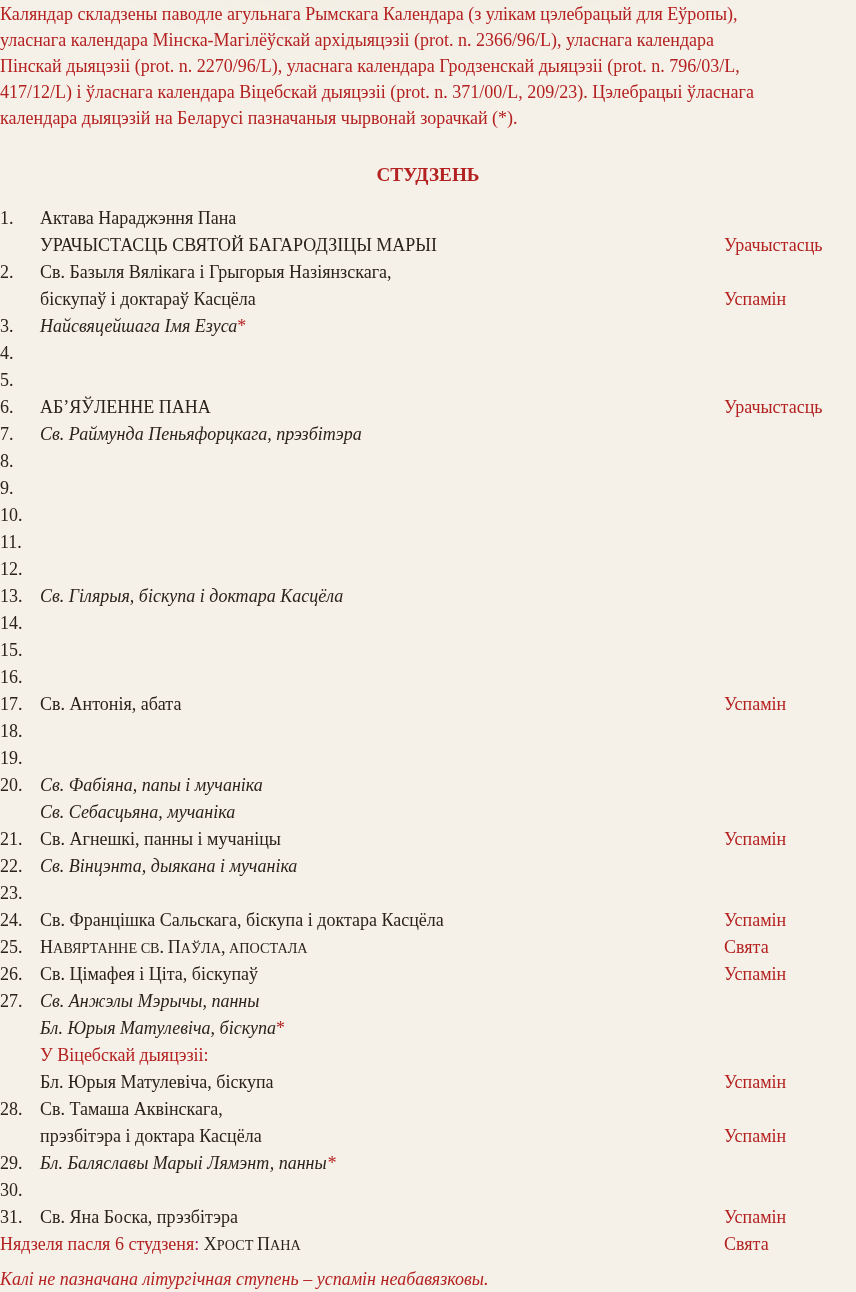 Каляндар складзены паводле агульнага Рымскага Календара (з улікам цэлебрацый для Еўропы),
уласнага календара Мінска-Магілёўскай архідыяцэзіі (prot. n. 2366/96/L), уласнага календара
Пінскай дыяцэзіі (prot. n. 2270/96/L), уласнага календара Гродзенскай дыяцэзіі (prot. n. 796/03/L,
417/12/L) і ўласнага календара Віцебскай дыяцэзіі (prot. n. 371/00/L, 209/23). Цэлебрацыі ўласнага
календара дыяцэзій на Беларусі пазначаныя чырвонай зорачкай (*).
СТУДЗЕНЬ
1. Актава Нараджэння Пана
УРАЧЫСТАСЦЬ СВЯТОЙ БАГАРОДЗІЦЫ МАРЫІ Урачыстасць
2. Св. Базыля Вялікага і Грыгорыя Назіянзскага,
біскупаў і доктараў Касцёла Успамін
3. Найсвяцейшага Імя Езуса*
4.
5.
6. АБ’ЯЎЛЕННЕ ПАНА Урачыстасць
7. Св. Раймунда Пеньяфорцкага, прэзбітэра
8.
9.
10.
11.
12.
13. Св. Гілярыя, біскупа і доктара Касцёла
14.
15.
16.
17. Св. Антонія, абата Успамін
18.
19.
20. Св. Фабіяна, папы і мучаніка
Св. Себасцьяна, мучаніка
21. Св. Агнешкі, панны і мучаніцы Успамін
22. Св. Вінцэнта, дыякана і мучаніка
23.
24. Св. Францішка Сальскага, біскупа і доктара Касцёла Успамін
25. Навяртанне св. Паўла, апостала Свята
26. Св. Цімафея і Ціта, біскупаў Успамін
27. Св. Анжэлы Мэрычы, панны
Бл. Юрыя Матулевіча, біскупа*
У Віцебскай дыяцэзіі:
Бл. Юрыя Матулевіча, біскупа Успамін
28. Св. Тамаша Аквінскага,
прэзбітэра і доктара Касцёла Успамін
29. Бл. Баляславы Марыі Лямэнт, панны*
30.
31. Св. Яна Боска, прэзбітэра Успамін
Нядзеля пасля 6 студзеня: Хрост Пана Свята
Калі не пазначана літургічная ступень – успамін неабавязковы.